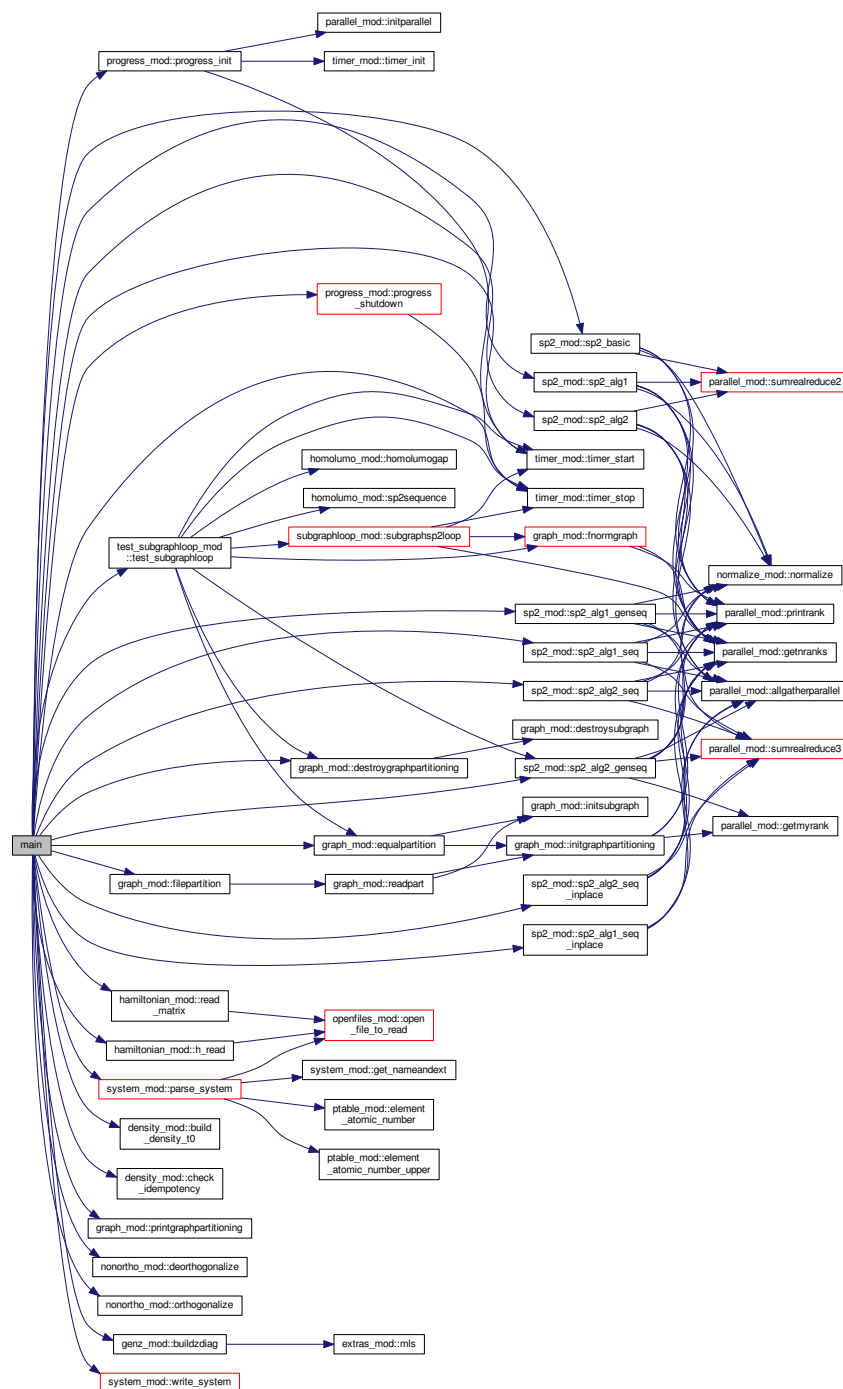 parallel_mod::initparallel
progress_mod::progress_init
timer_mod::timer_init
progress_mod::progress
_shutdown
sp2_mod::sp2_basic
sp2_mod::sp2_alg1
parallel_mod::sumrealreduce2
sp2_mod::sp2_alg2
homolumo_mod::homolumogap
timer_mod::timer_start
homolumo_mod::sp2sequence
timer_mod::timer_stop
test_subgraphloop_mod
::test_subgraphloop
subgraphloop_mod::subgraphsp2loop
graph_mod::fnormgraph
normalize_mod::normalize
sp2_mod::sp2_alg1_genseq
parallel_mod::printrank
sp2_mod::sp2_alg1_seq
parallel_mod::getnranks
sp2_mod::sp2_alg2_seq
parallel_mod::allgatherparallel
graph_mod::destroysubgraph
parallel_mod::sumrealreduce3
graph_mod::destroygraphpartitioning
sp2_mod::sp2_alg2_genseq
graph_mod::initsubgraph
parallel_mod::getmyrank
main
graph_mod::equalpartition
graph_mod::initgraphpartitioning
graph_mod::filepartition
graph_mod::readpart
sp2_mod::sp2_alg2_seq
_inplace
sp2_mod::sp2_alg1_seq
_inplace
hamiltonian_mod::read
_matrix
openfiles_mod::open
_file_to_read
hamiltonian_mod::h_read
system_mod::get_nameandext
system_mod::parse_system
ptable_mod::element
_atomic_number
density_mod::build
_density_t0
ptable_mod::element
_atomic_number_upper
density_mod::check
_idempotency
graph_mod::printgraphpartitioning
nonortho_mod::deorthogonalize
nonortho_mod::orthogonalize
genz_mod::buildzdiag
extras_mod::mls
system_mod::write_system